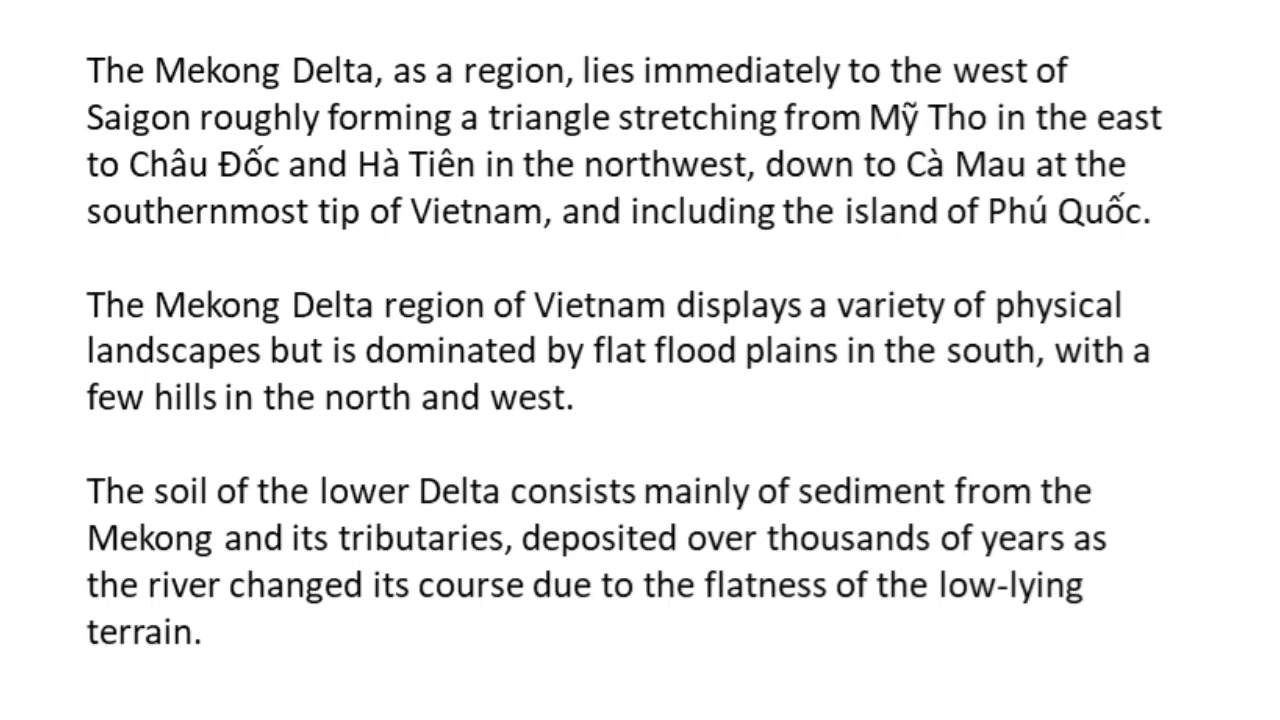 The Mekong Delta, as a region, lies immediately to the west of
Saigon roughly forming a triangle stretching from Mỹ Tho in the east
to Châu Đốc and Hà Tiên in the northwest, down to Cà Mau at the
southernmost tip of Vietnam, and including the island of Phú Quốc.
The Mekong Delta region of Vietnam displays a variety of physical
landscapes but is dominated by flat flood plains in the south, with a
few hills in the north and west.
The soil of the lower Delta consists mainly of sediment from the
Mekong and its tributaries, deposited over thousands of years as
the river changed its course due to the flatness of the low-lying
terrain.